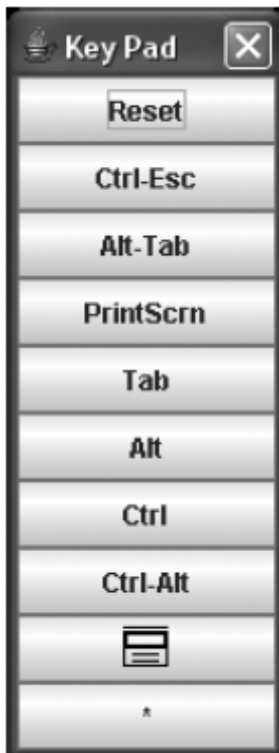 Key Pad
Reset
Ctrl-Esc
Alt-Tab
PrintScrn
Tab
Alt
Ctrl
Ctrl-Alt
*